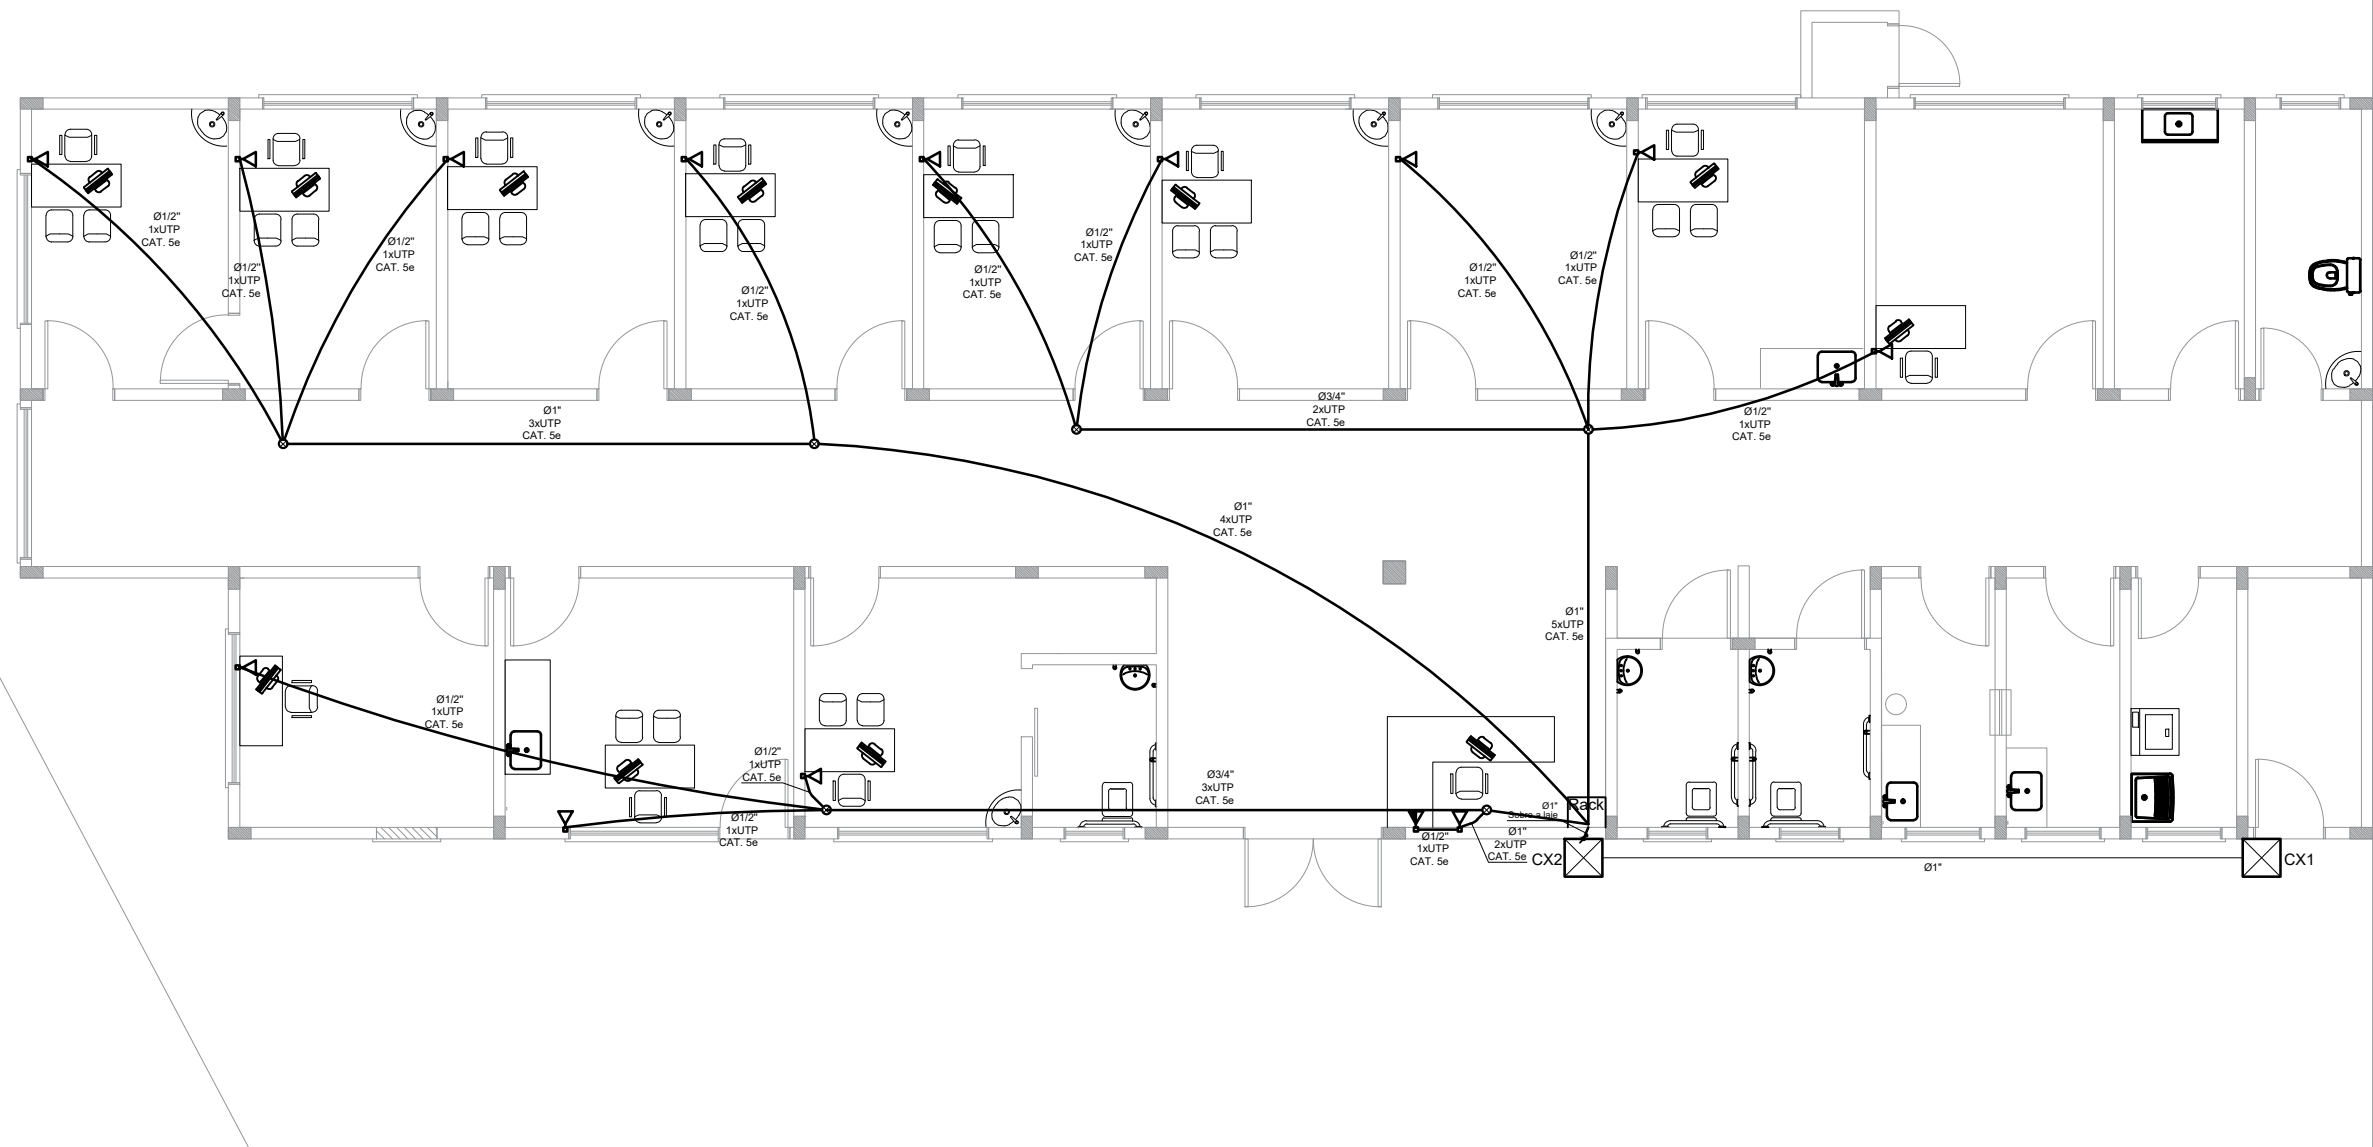 Ø1/2"
1xUTP
CAT. 5e
Ø1/2"
1xUTP
CAT. 5e
Ø1/2"
1xUTP
CAT. 5e
Ø1/2"
1xUTP
CAT. 5e
Ø1/2"
1xUTP
CAT. 5e
Ø1/2"
1xUTP
CAT. 5e
Ø1/2"
1xUTP
CAT. 5e
Ø1/2"
1xUTP
CAT. 5e
Ø1"
3xUTP
CAT. 5e
Ø3/4"
2xUTP
CAT. 5e
Ø1/2"
1xUTP
CAT. 5e
Ø1"
4xUTP
CAT. 5e
Ø1"
5xUTP
CAT. 5e
Ø1/2"
1xUTP
CAT. 5e
Ø1/2"
1xUTP
CAT. 5e
Ø3/4"
3xUTP
CAT. 5e
Ø1/2"
1xUTP
CAT. 5e
Ø1"
Sobre a laje
Rack
Ø1/2"
1xUTP
CAT. 5e
Ø1"
2xUTP
CAT. 5e
CX2
Ø1"
CX1